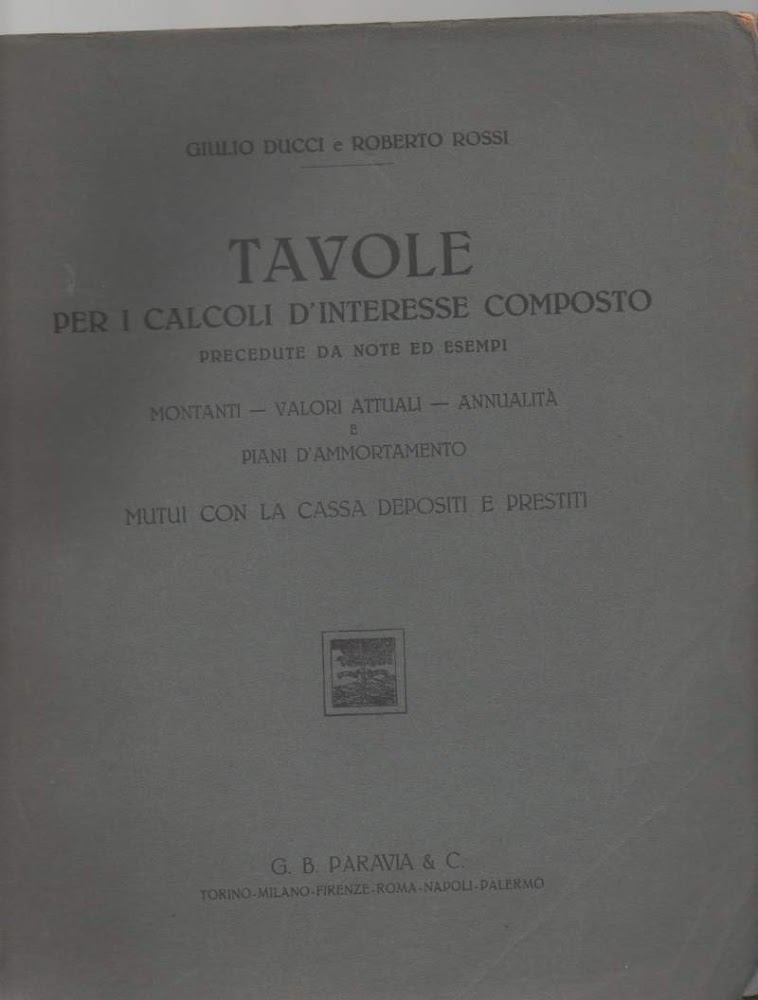 GIULIO DUCCI e ROBERTO ROSSI
TAVOLE
PER I CALCOLI D'INTERESSE COMPOSTO
PRECEDUTE DA NOTE ED ESEMPI
MONTANTI — VALORI ATTUALI — ANNUALITÀ
E
PIANI D'AMMORTAMENTO
MUTUI CON LA CASSA DEPOSITI E PRESTITI
G. B. PARAVIA & C.
TORINO-MILANO-FIRENZE-ROMA-NAPOLI-PALERMO